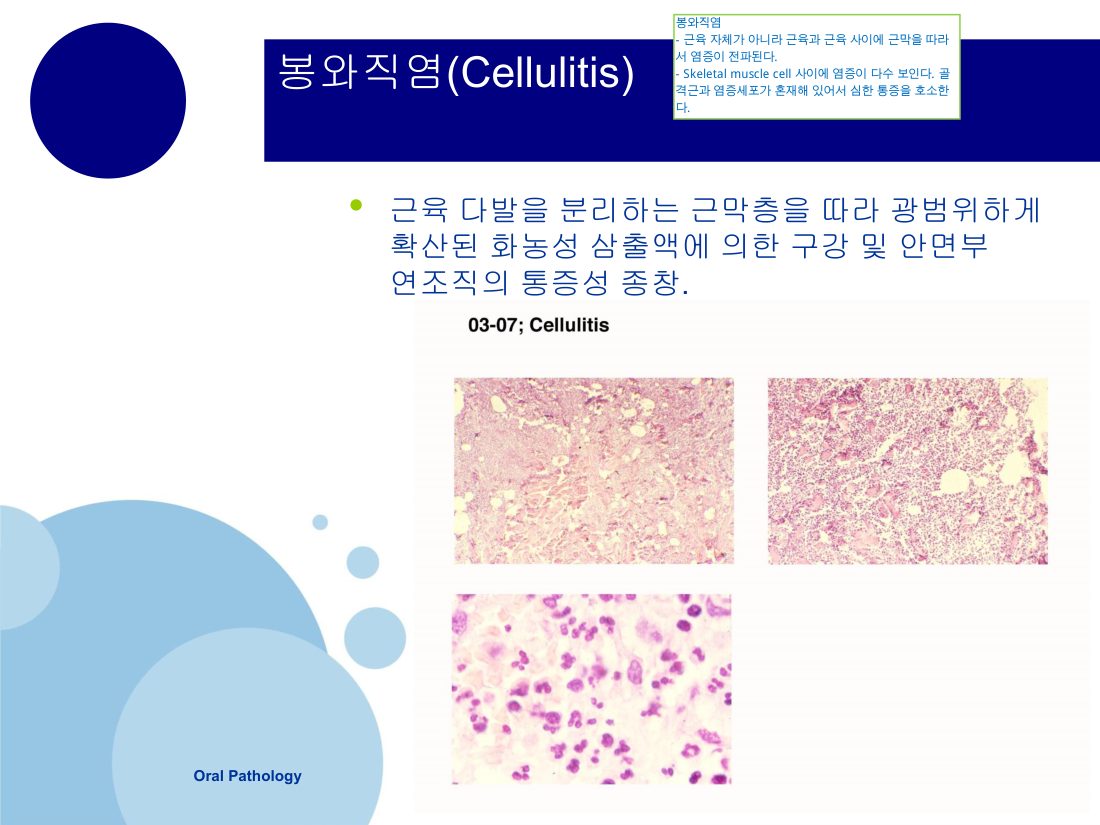 봉와직염(Cellulitis)
봉와직염
- 근육 자체가 아니라 근육과 근육 사이에 근막을 따라
서 염증이 전파된다.
- Skeletal muscle cell 사이에 염증이 다수 보인다. 골
격근과 염증세포가 혼재해 있어서 심한 통증을 호소한
다.
근육 다발을 분리하는 근막층을 따라 광범위하게
확산된 화농성 삼출액에 의한 구강 및 안면부
연조직의 통증성 종창.
03-07; Cellulitis
Oral Pathology